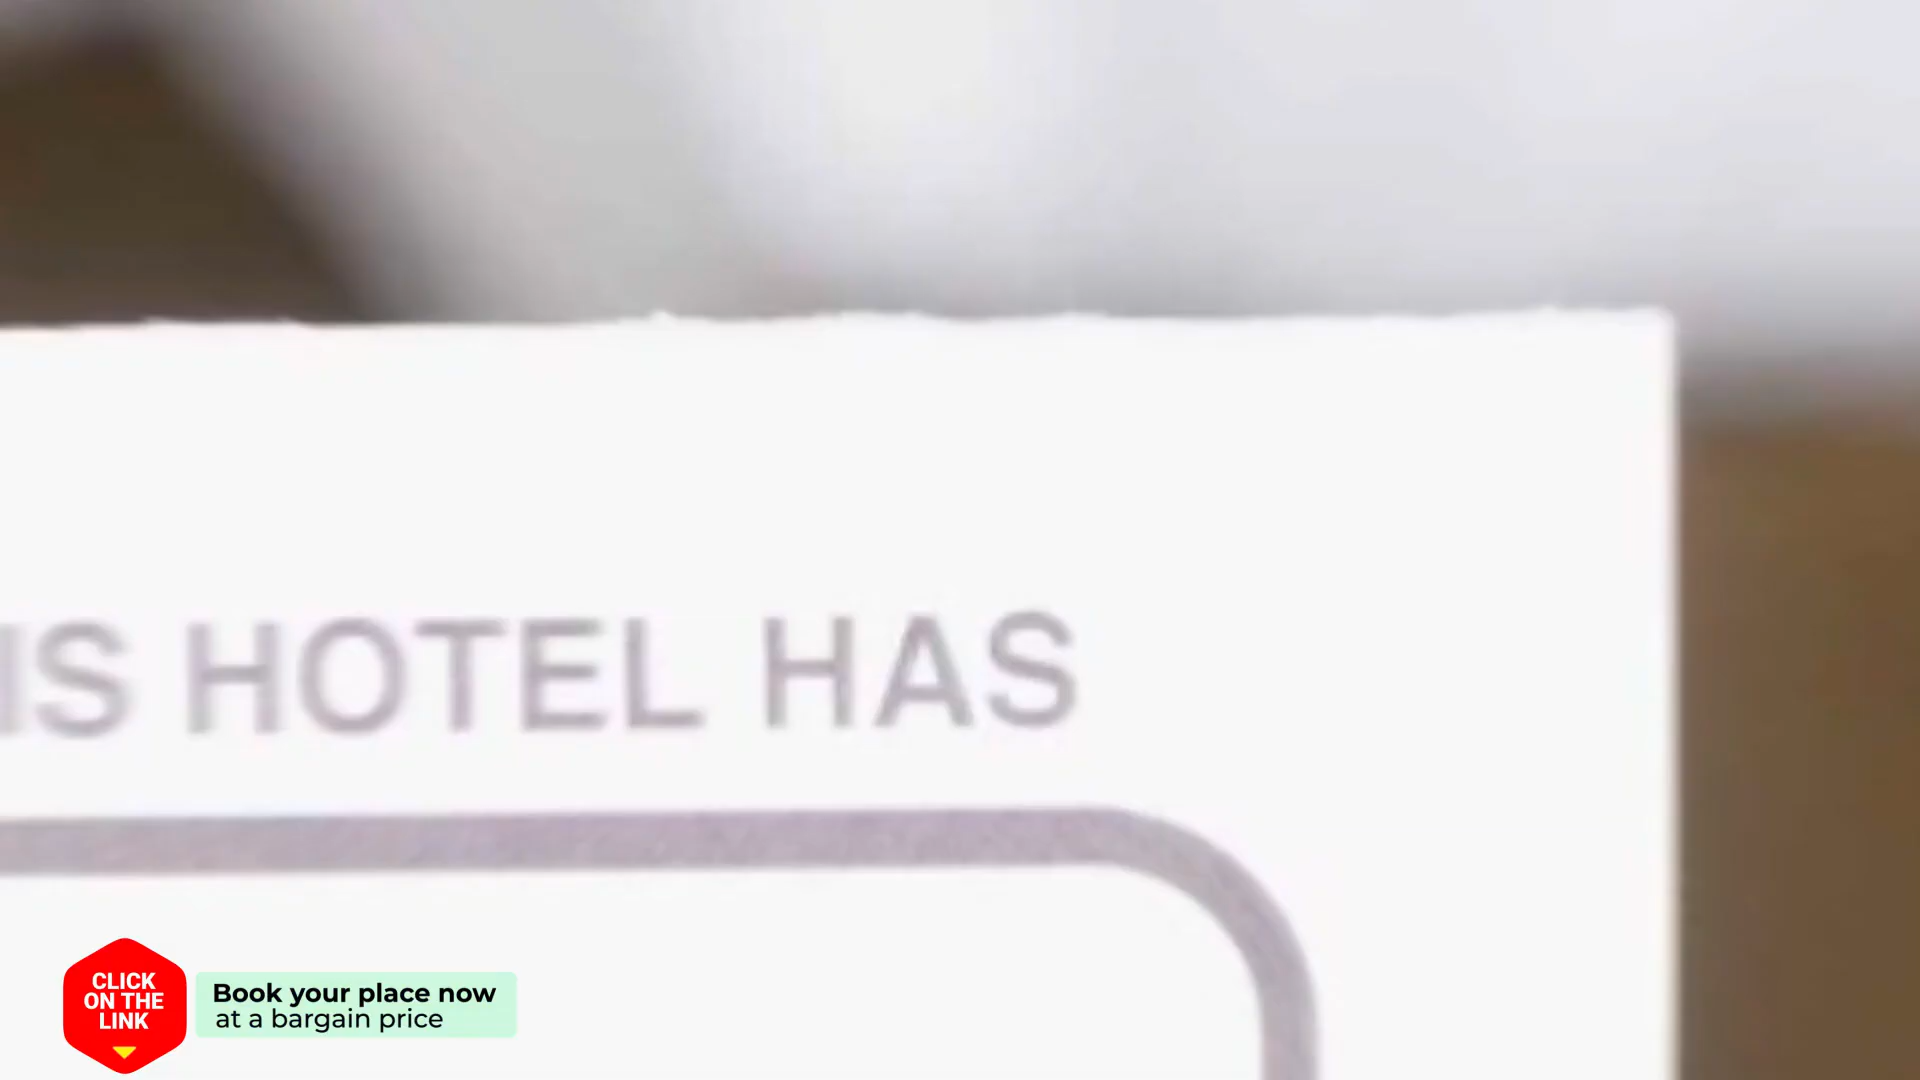 IS HOTEL HAS
CLICK
ON THE
LINK
Book your place now
at a bargain price